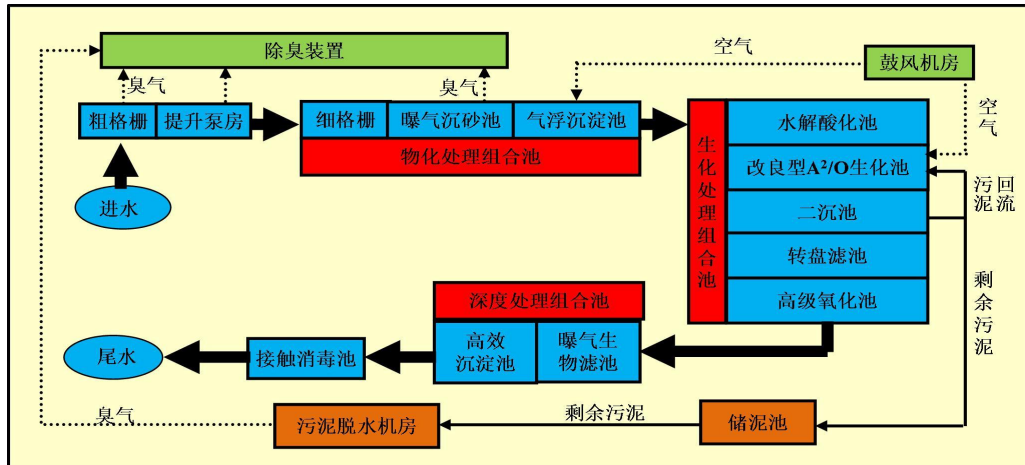 除臭装置
空气
鼓风机房
臭气
臭气
空气
粗格栅
提升泵房
细格栅
曝气沉砂池
气浮沉淀池
物化处理组合池
进水
生化处理组合池
水解酸化池
改良型A²/O生化池
二沉池
转盘滤池
高级氧化池
污泥
回流
剩余污泥
深度处理组合池
高效
沉淀池
曝气生
物滤池
接触消毒池
尾水
臭气
污泥脱水机房
剩余污泥
储泥池